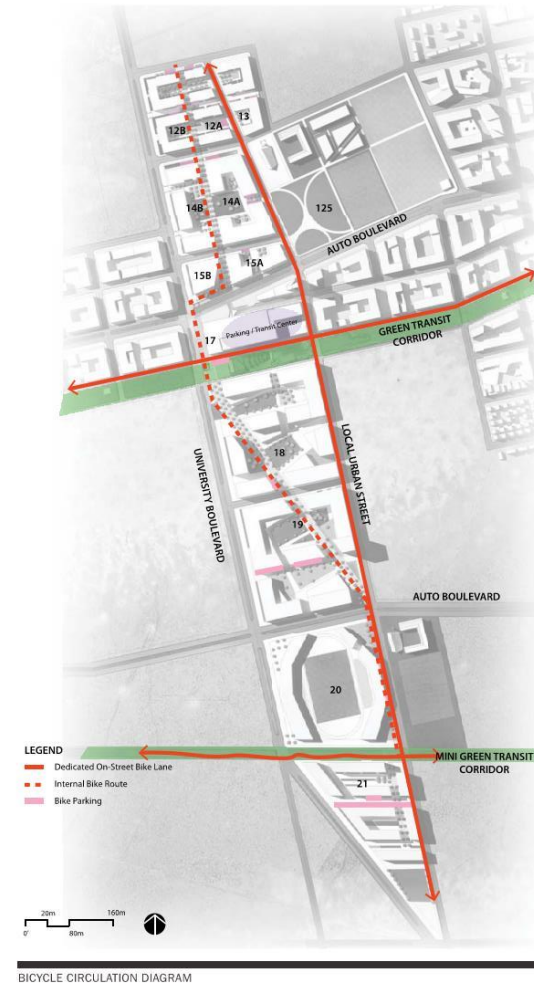 12B
12A
13
14B
14A
125
15B
15A
AUTO BOULEVARD
17
Parking / Transit Center
GREEN TRANSIT
CORRIDOR
18
UNIVERSITY BOULEVARD
LOCAL URBAN STREET
19
AUTO BOULEVARD
20
MINI GREEN TRANSIT
CORRIDOR
21
LEGEND
Dedicated On-Street Bike Lane
Internal Bike Route
Bike Parking
20m
160m
0'
80m
BICYCLE CIRCULATION DIAGRAM